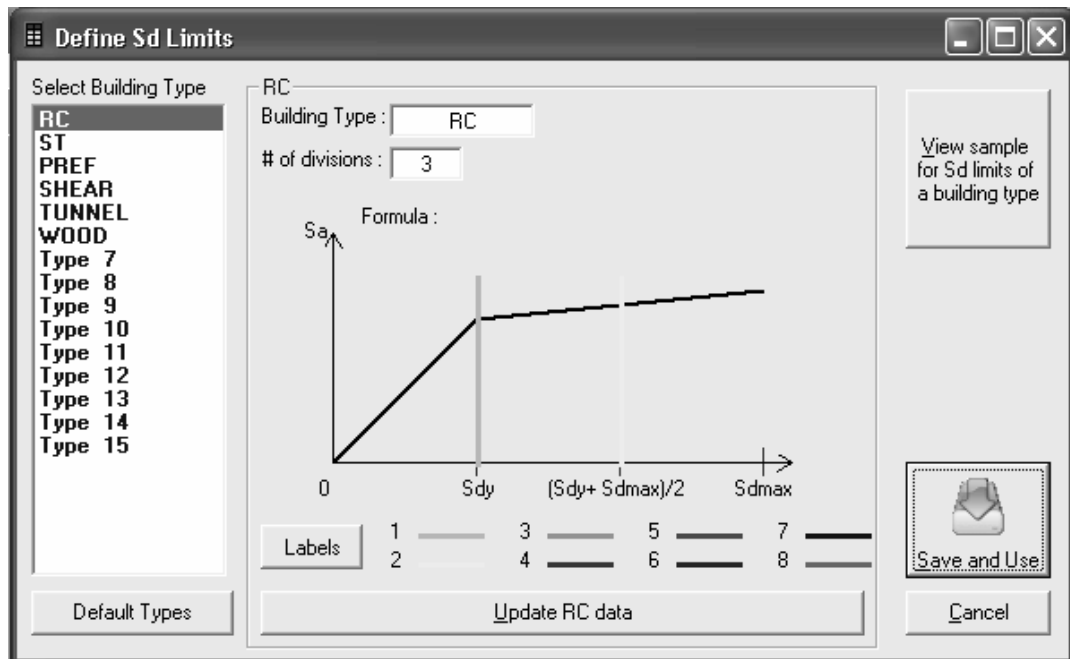 Define Sd Limits
Select Building Type
RC
ST
PREF
SHEAR
TUNNEL
WOOD
Type 7
Type 8
Type 9
Type 10
Type 11
Type 12
Type 13
Type 14
Type 15
Default Types
RC
Building Type : RC
# of divisions : 3
Formula :
Sa
0 Sdy (Sdy+ Sdmax)/2 Sdmax
Labels
1 3 5 7
2 4 6 8
Update RC data
View sample
for Sd limits of
a building type
Save and Use
Cancel